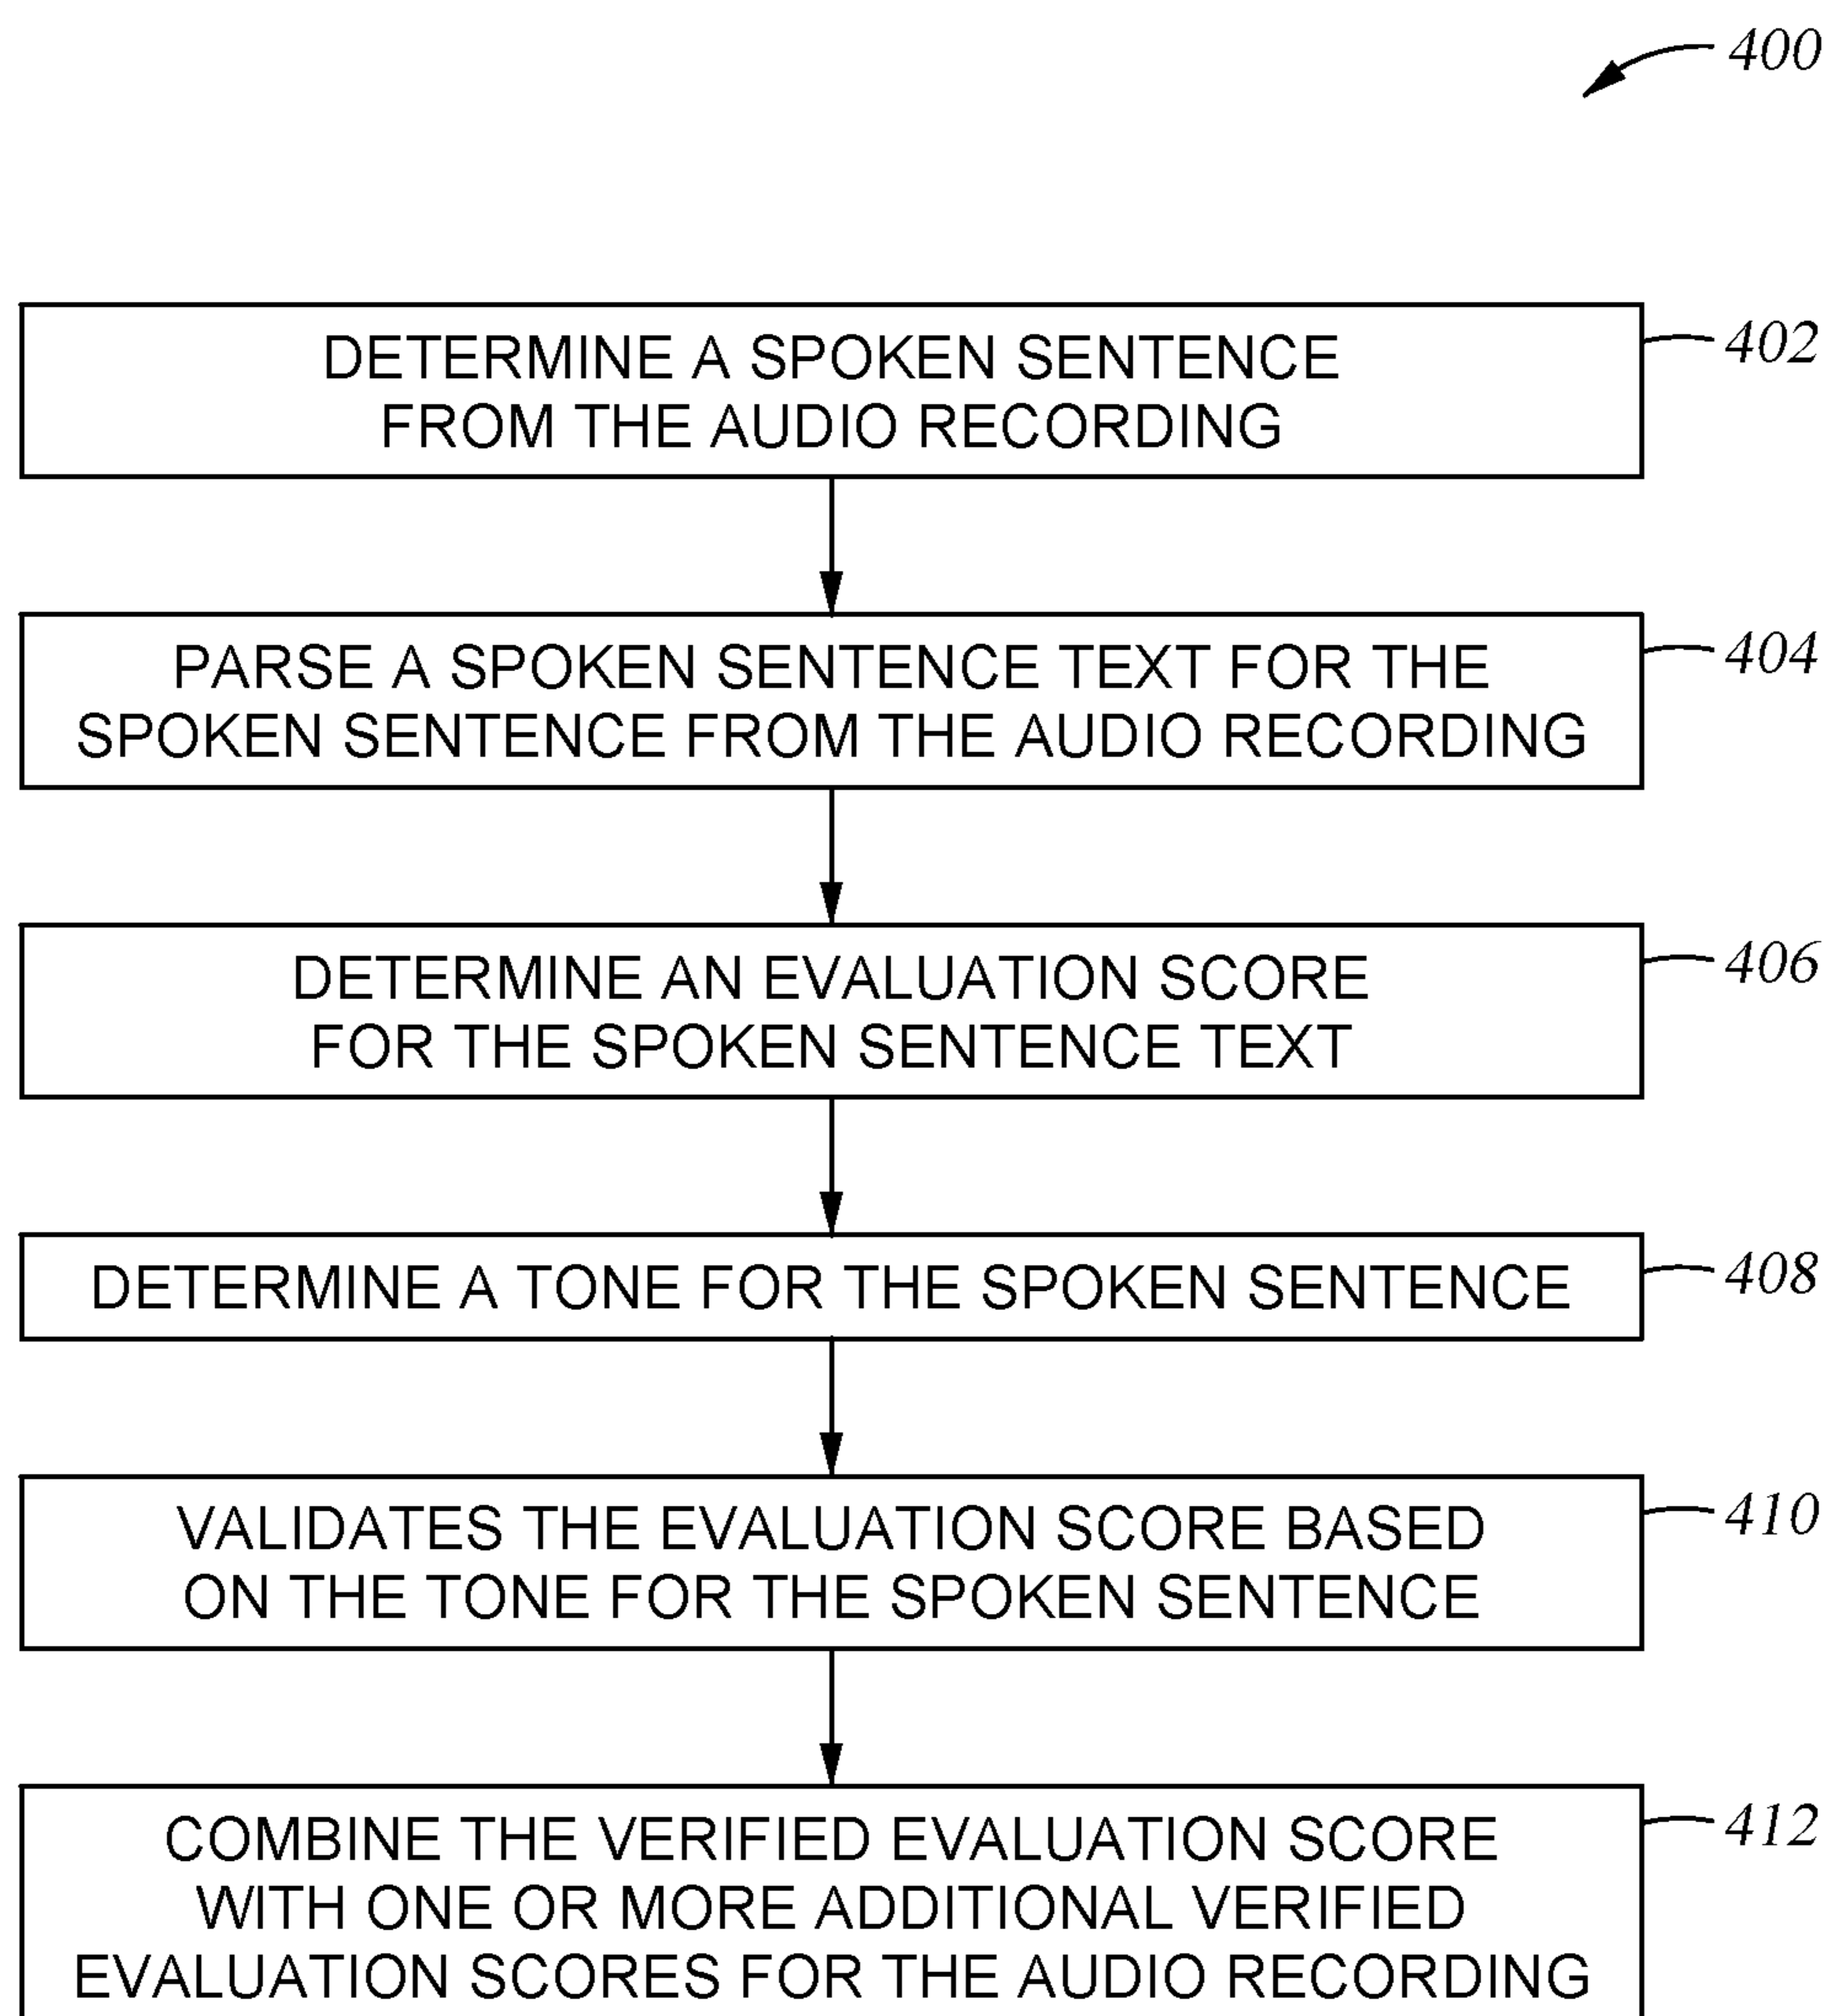 400
DETERMINE A SPOKEN SENTENCE
FROM THE AUDIO RECORDING
402
PARSE A SPOKEN SENTENCE TEXT FOR THE
SPOKEN SENTENCE FROM THE AUDIO RECORDING
404
DETERMINE AN EVALUATION SCORE
FOR THE SPOKEN SENTENCE TEXT
406
DETERMINE A TONE FOR THE SPOKEN SENTENCE
408
VALIDATES THE EVALUATION SCORE BASED
ON THE TONE FOR THE SPOKEN SENTENCE
410
COMBINE THE VERIFIED EVALUATION SCORE
WITH ONE OR MORE ADDITIONAL VERIFIED
EVALUATION SCORES FOR THE AUDIO RECORDING
412